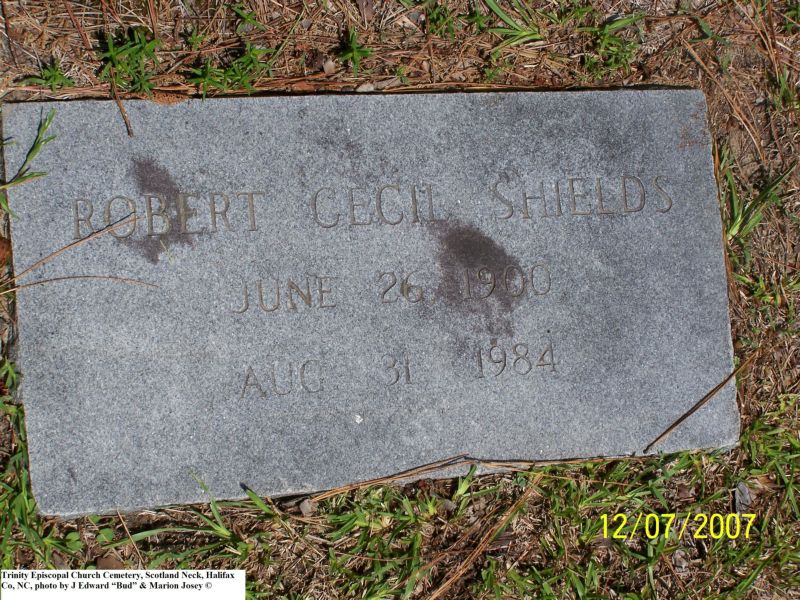 ROBERT CECIL SHIELDS
JUNE 26, 1900
AUG 31 1984
12/07/2007
Trinity Episcopal Church Cemetery, Scotland Neck, Halifax
Co, NC, photo by J Edward “Bud” & Marion Josey ©